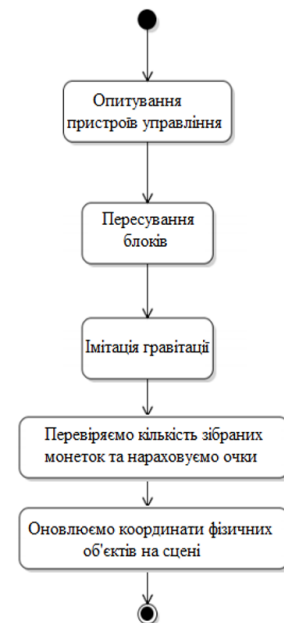 Опитування
пристроїв управління
Пересування
блоків
Імітація гравітації
Перевіряємо кількість зібраних
монеток та нараховуємо очки
Оновлюємо координати фізичних
об'єктів на сцені